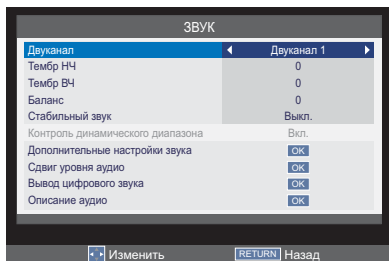 ЗВУК
Двуканал Двуканал 1
Тембр НЧ 0
Тембр ВЧ 0
Баланс 0
Стабильный звук Выкл.
Контроль динамического диапазона Вкл.
Дополнительные настройки звука OK
Сдвиг уровня аудио OK
Вывод цифрового звука OK
Описание аудио OK
Изменить RETURN Назад